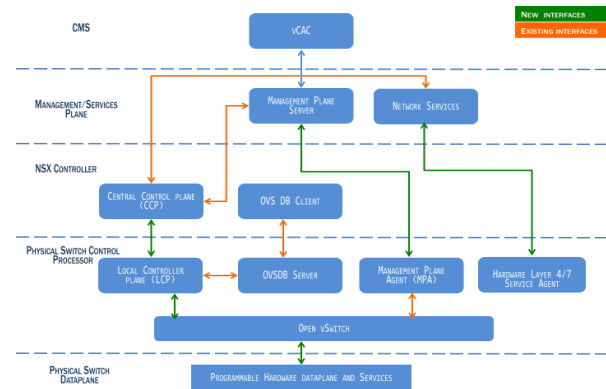 CMS
vCAC
New interfaces
Existing interfaces
Management/Services
Plane
Management Plane
Server
Network Services
NSX Controller
Central Control plane
(CCP)
OVS DB Client
Physical Switch Control
Processor
Local Controller
plane (LCP)
OVSDB Server
Management Plane
Agent (MPA)
Hardware Layer 4/7
Service Agent
Open vSwitch
Physical Switch
Dataplane
Programmable Hardware dataplane and Services